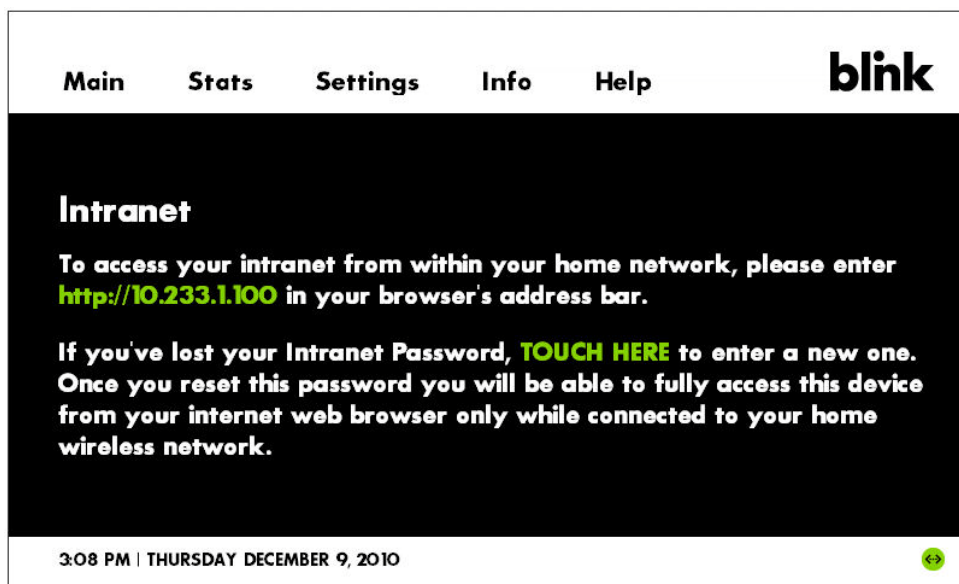 Main Stats Settings Info Help blink
Intranet
To access your intranet from within your home network, please enter
http://10.233.1.100 in your browser's address bar.
If you've lost your Intranet Password, TOUCH HERE to enter a new one.
Once you reset this password you will be able to fully access this device
from your internet web browser only while connected to your home
wireless network.
3:08 PM | THURSDAY DECEMBER 9, 2010